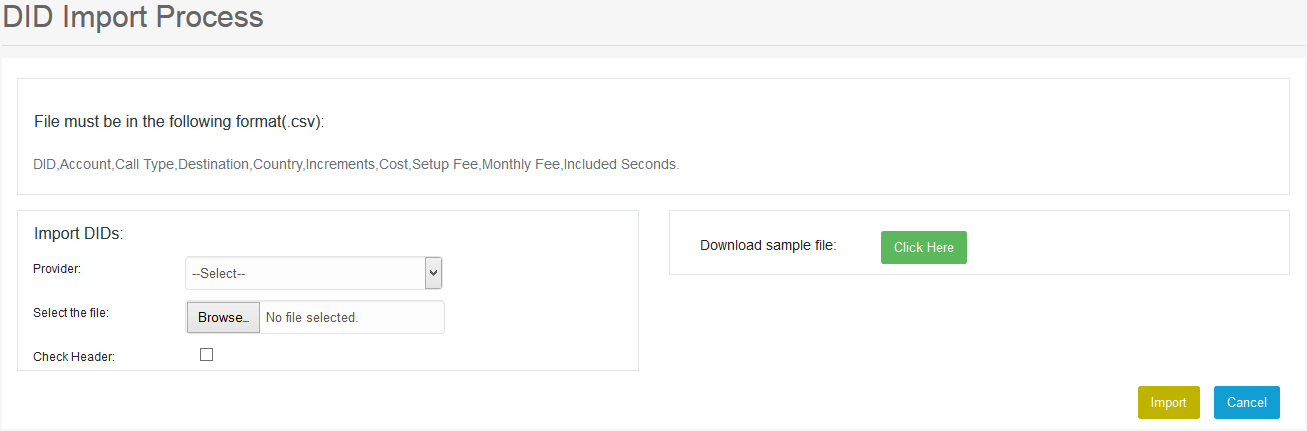 DID Import Process
File must be in the following format(.csv):
DID,Account,Call Type,Destination,Country,Increments,Cost,Setup Fee,Monthly Fee,Included Seconds.
Import DIDs:
Provider:
--Select--
Select the file:
Browse…
No file selected.
Check Header:
Download sample file:
Click Here
Import
Cancel